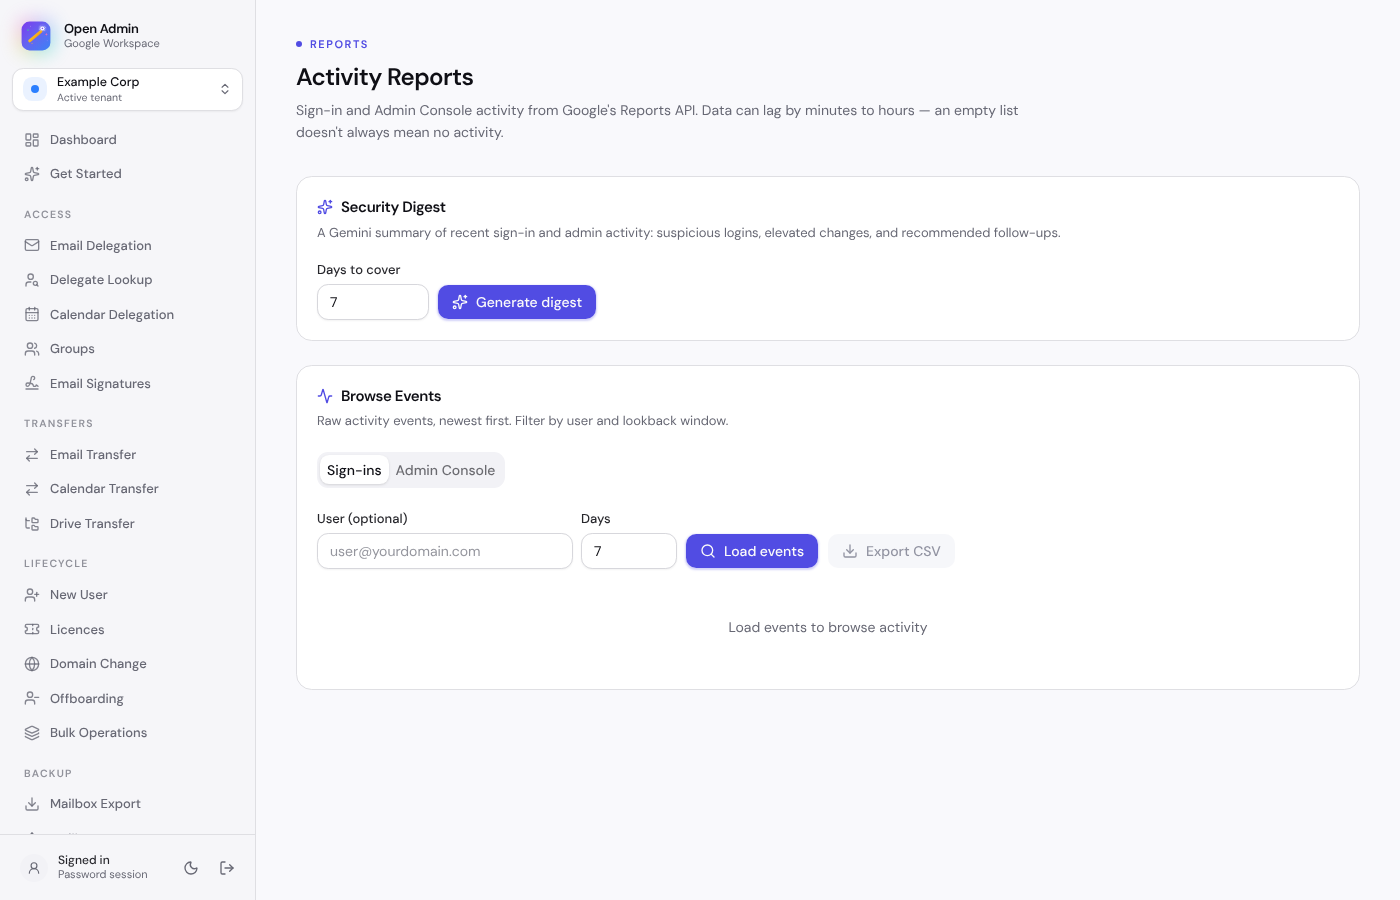 Open Admin
Google Workspace
Example Corp
Active tenant
Dashboard
Get Started
ACCESS
Email Delegation
Delegate Lookup
Calendar Delegation
Groups
Email Signatures
TRANSFERS
Email Transfer
Calendar Transfer
Drive Transfer
LIFECYCLE
New User
Licences
Domain Change
Offboarding
Bulk Operations
BACKUP
Mailbox Export
Signed in
Password session
REPORTS
Activity Reports
Sign-in and Admin Console activity from Google's Reports API. Data can lag by minutes to hours — an empty list
doesn't always mean no activity.
Security Digest
A Gemini summary of recent sign-in and admin activity: suspicious logins, elevated changes, and recommended follow-ups.
Days to cover
7
Generate digest
Browse Events
Raw activity events, newest first. Filter by user and lookback window.
Sign-ins Admin Console
User (optional) Days
user@yourdomain.com 7 Load events Export CSV
Load events to browse activity